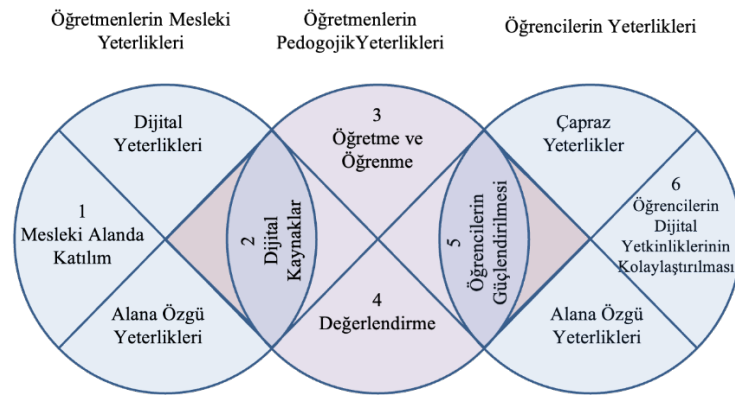 Öğretmenlerin Mesleki
Yeterlikleri
Öğretmenlerin
PedogojikYeterlikleri
Öğrencilerin Yeterlikleri
Dijital
Yeterlikleri
1
Mesleki Alanda
Katılım
Alana Özgü
Yeterlikleri
2
Dijital
Kaynaklar
3
Öğretme ve
Öğrenme
4
Değerlendirme
5
Öğrencilerin
Güçlendirilmesi
Çapraz
Yeterlikler
6
Öğrencilerin
Dijital
Yetkinliklerinin
Kolaylaştırılması
Alana Özgü
Yeterlikleri